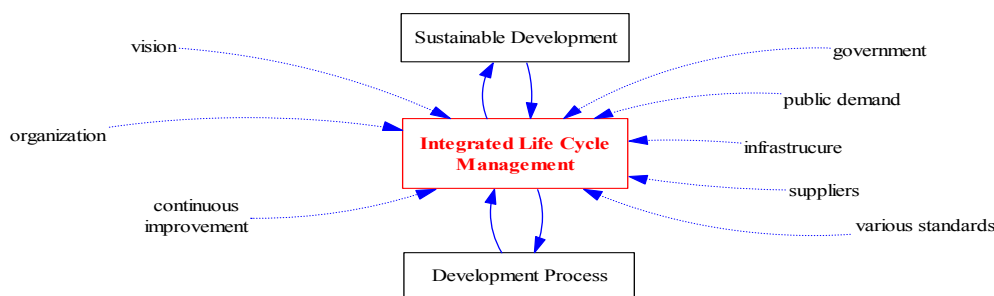 Sustainable Development
vision
government
public demand
organization
Integrated Life Cycle
Management
infrastrucure
suppliers
continuous
improvement
various standards
Development Process